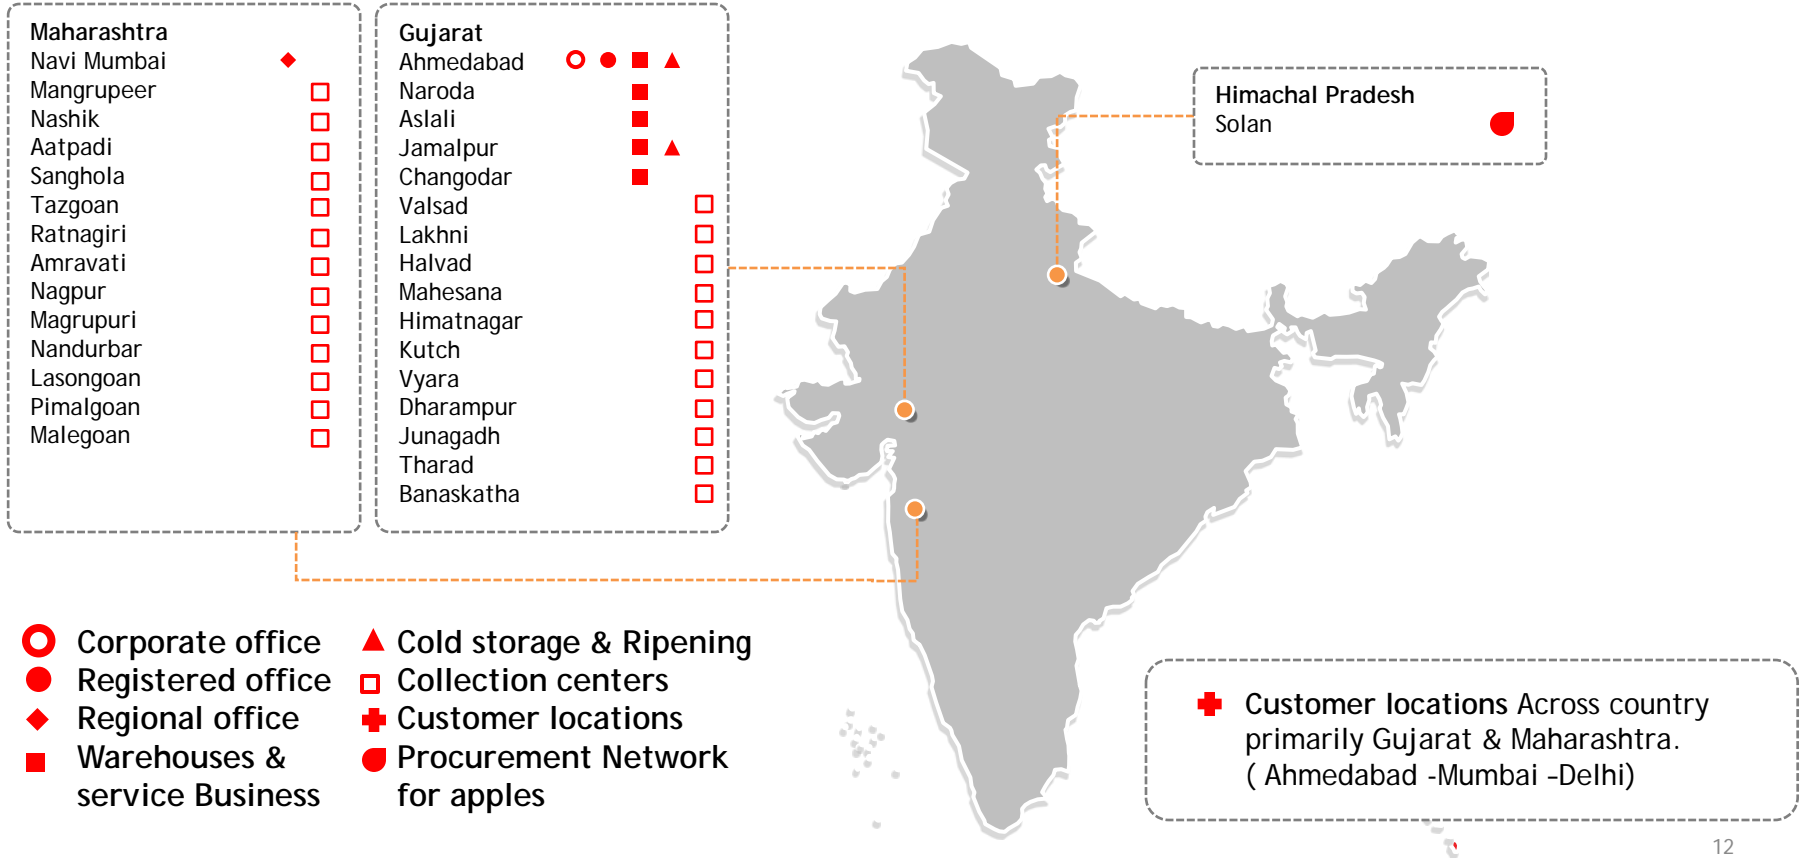 Maharashtra
Navi Mumbai
Mangrupeer
Nashik
Aatpadi
Sanghola
Tazgoan
Ratnagiri
Amravati
Nagpur
Magrupuri
Nandurbar
Lasongoan
Pimalgoan
Malegoan
Gujarat
Ahmedabad
Naroda
Aslali
Jamalpur
Changodar
Valsad
Lakhni
Halvad
Mahesana
Himatnagar
Kutch
Vyara
Dharampur
Junagadh
Tharad
Banaskatha
Himachal Pradesh
Solan
Corporate office
Registered office
Regional office
Warehouses &
service Business
Cold storage & Ripening
Collection centers
Customer locations
Procurement Network
for apples
Customer locations Across country
primarily Gujarat & Maharashtra.
( Ahmedabad -Mumbai –Delhi)
12